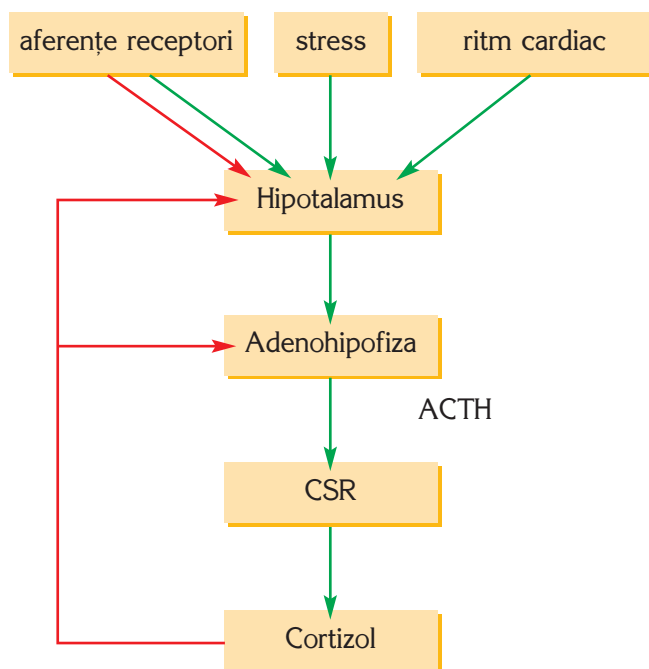 aferențe receptori
stress
ritm cardiac
Hipotalamus
Adenohipofiza
ACTH
CSR
Cortizol